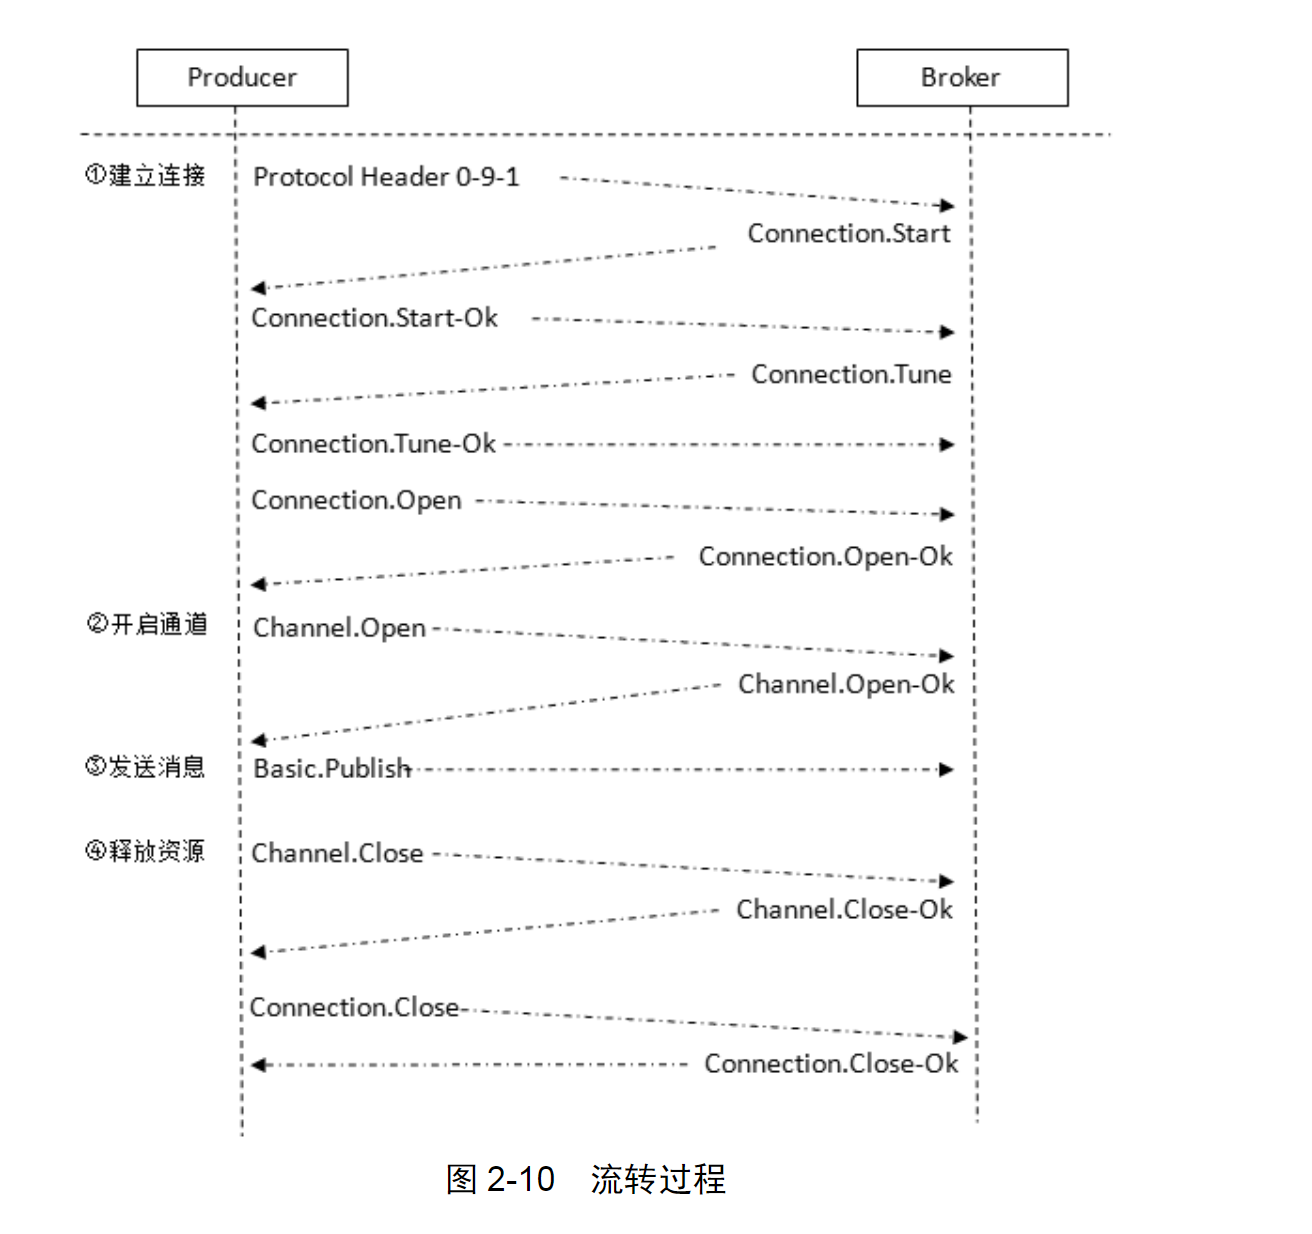 Producer Broker
①建立连接 Protocol Header 0-9-1
Connection.Start
Connection.Start-Ok
Connection.Tune
Connection.Tune-Ok
Connection.Open
Connection.Open-Ok
②开启通道 Channel.Open
Channel.Open-Ok
③发送消息 Basic.Publish
④释放资源 Channel.Close
Channel.Close-Ok
Connection.Close
Connection.Close-Ok
图 2-10 流转过程